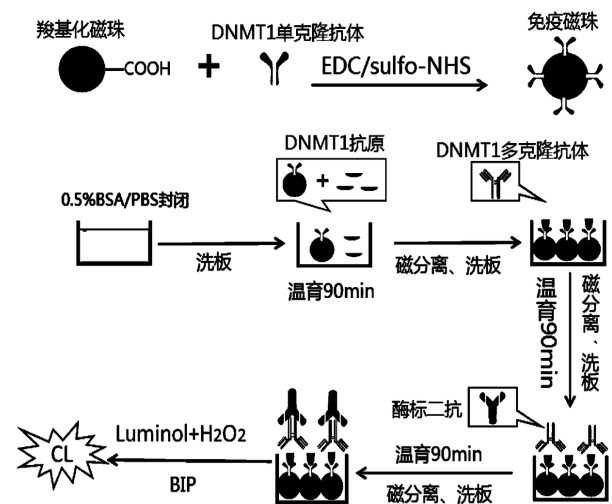 羧基化磁珠
DNMT1单克隆抗体
免疫磁珠
COOH
+
EDC/sulfo-NHS
DNMT1抗原
DNMT1多克隆抗体
+
0.5%BSA/PBS封闭
洗板
温育90min
磁分离、洗板
温育90min
磁分离、洗板
酶标二抗
Luminol+H2O2
BIP
CL
温育90min
磁分离、洗板